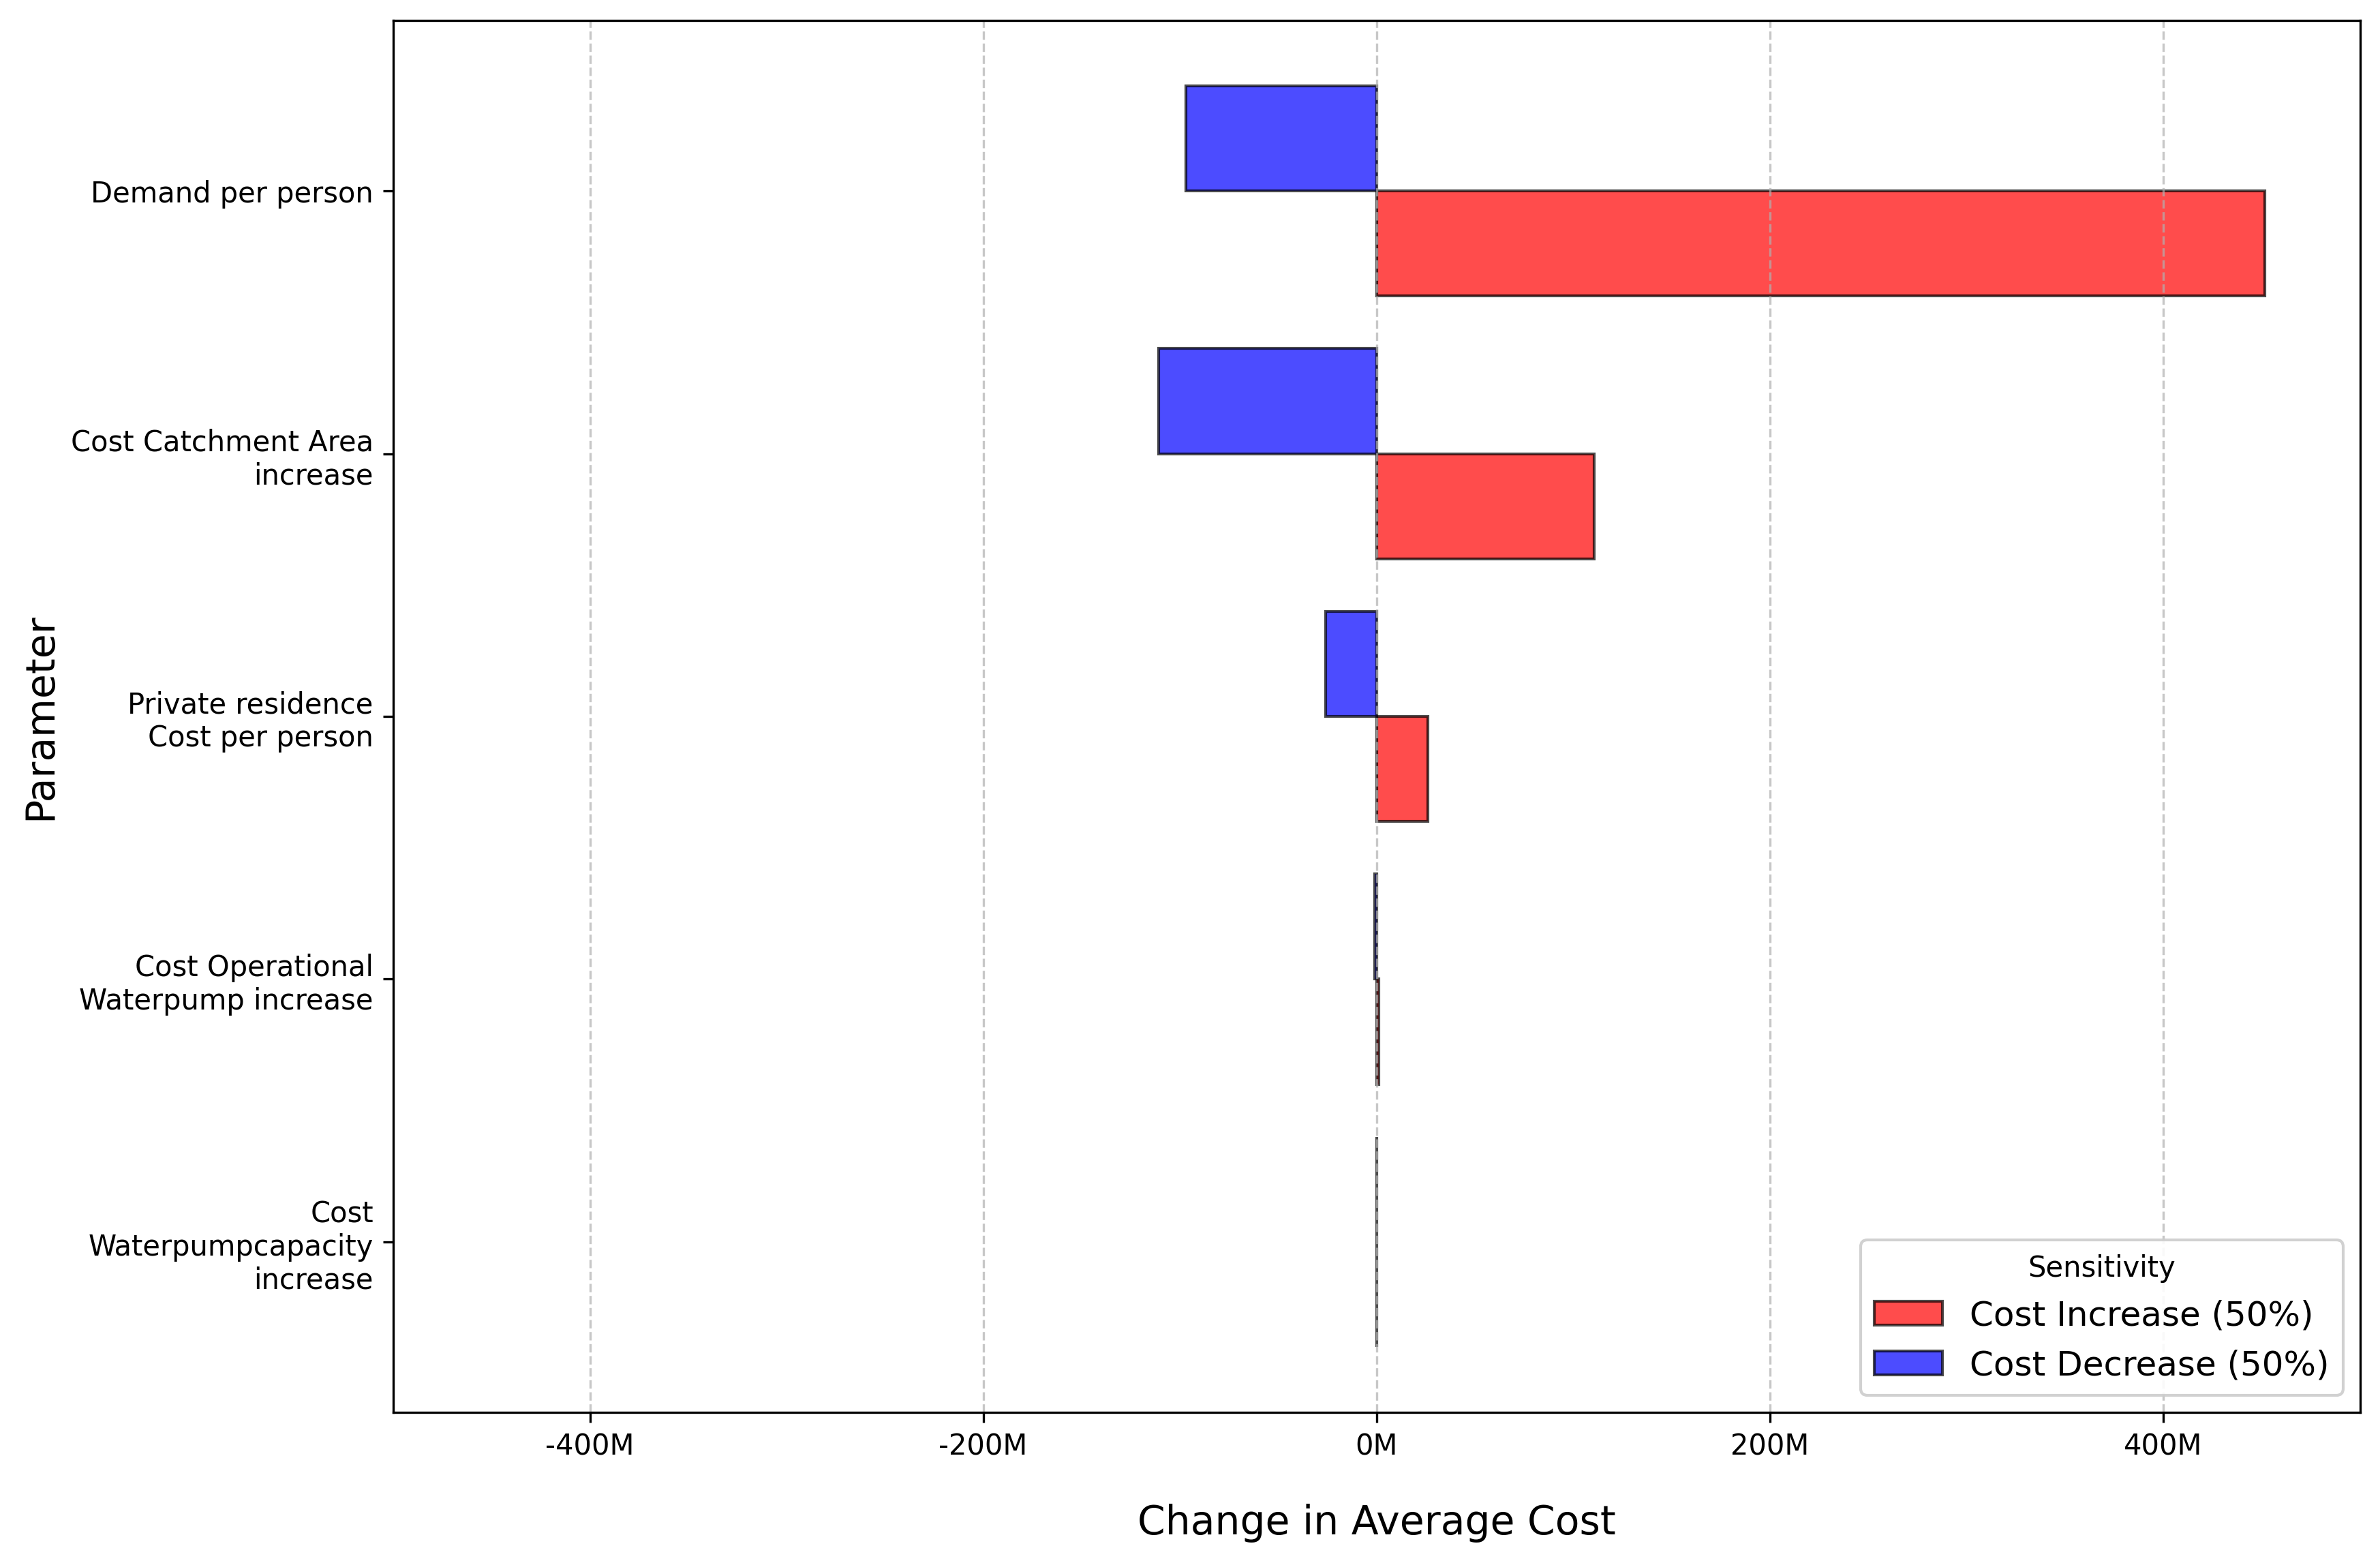 Demand per person
Cost Catchment Area
increase
Private residence
Cost per person
Cost Operational
Waterpump increase
Cost
Waterpumpcapacity
increase
Parameter
Sensitivity
Cost Increase (50%)
Cost Decrease (50%)
-400M
-200M
0M
200M
400M
Change in Average Cost